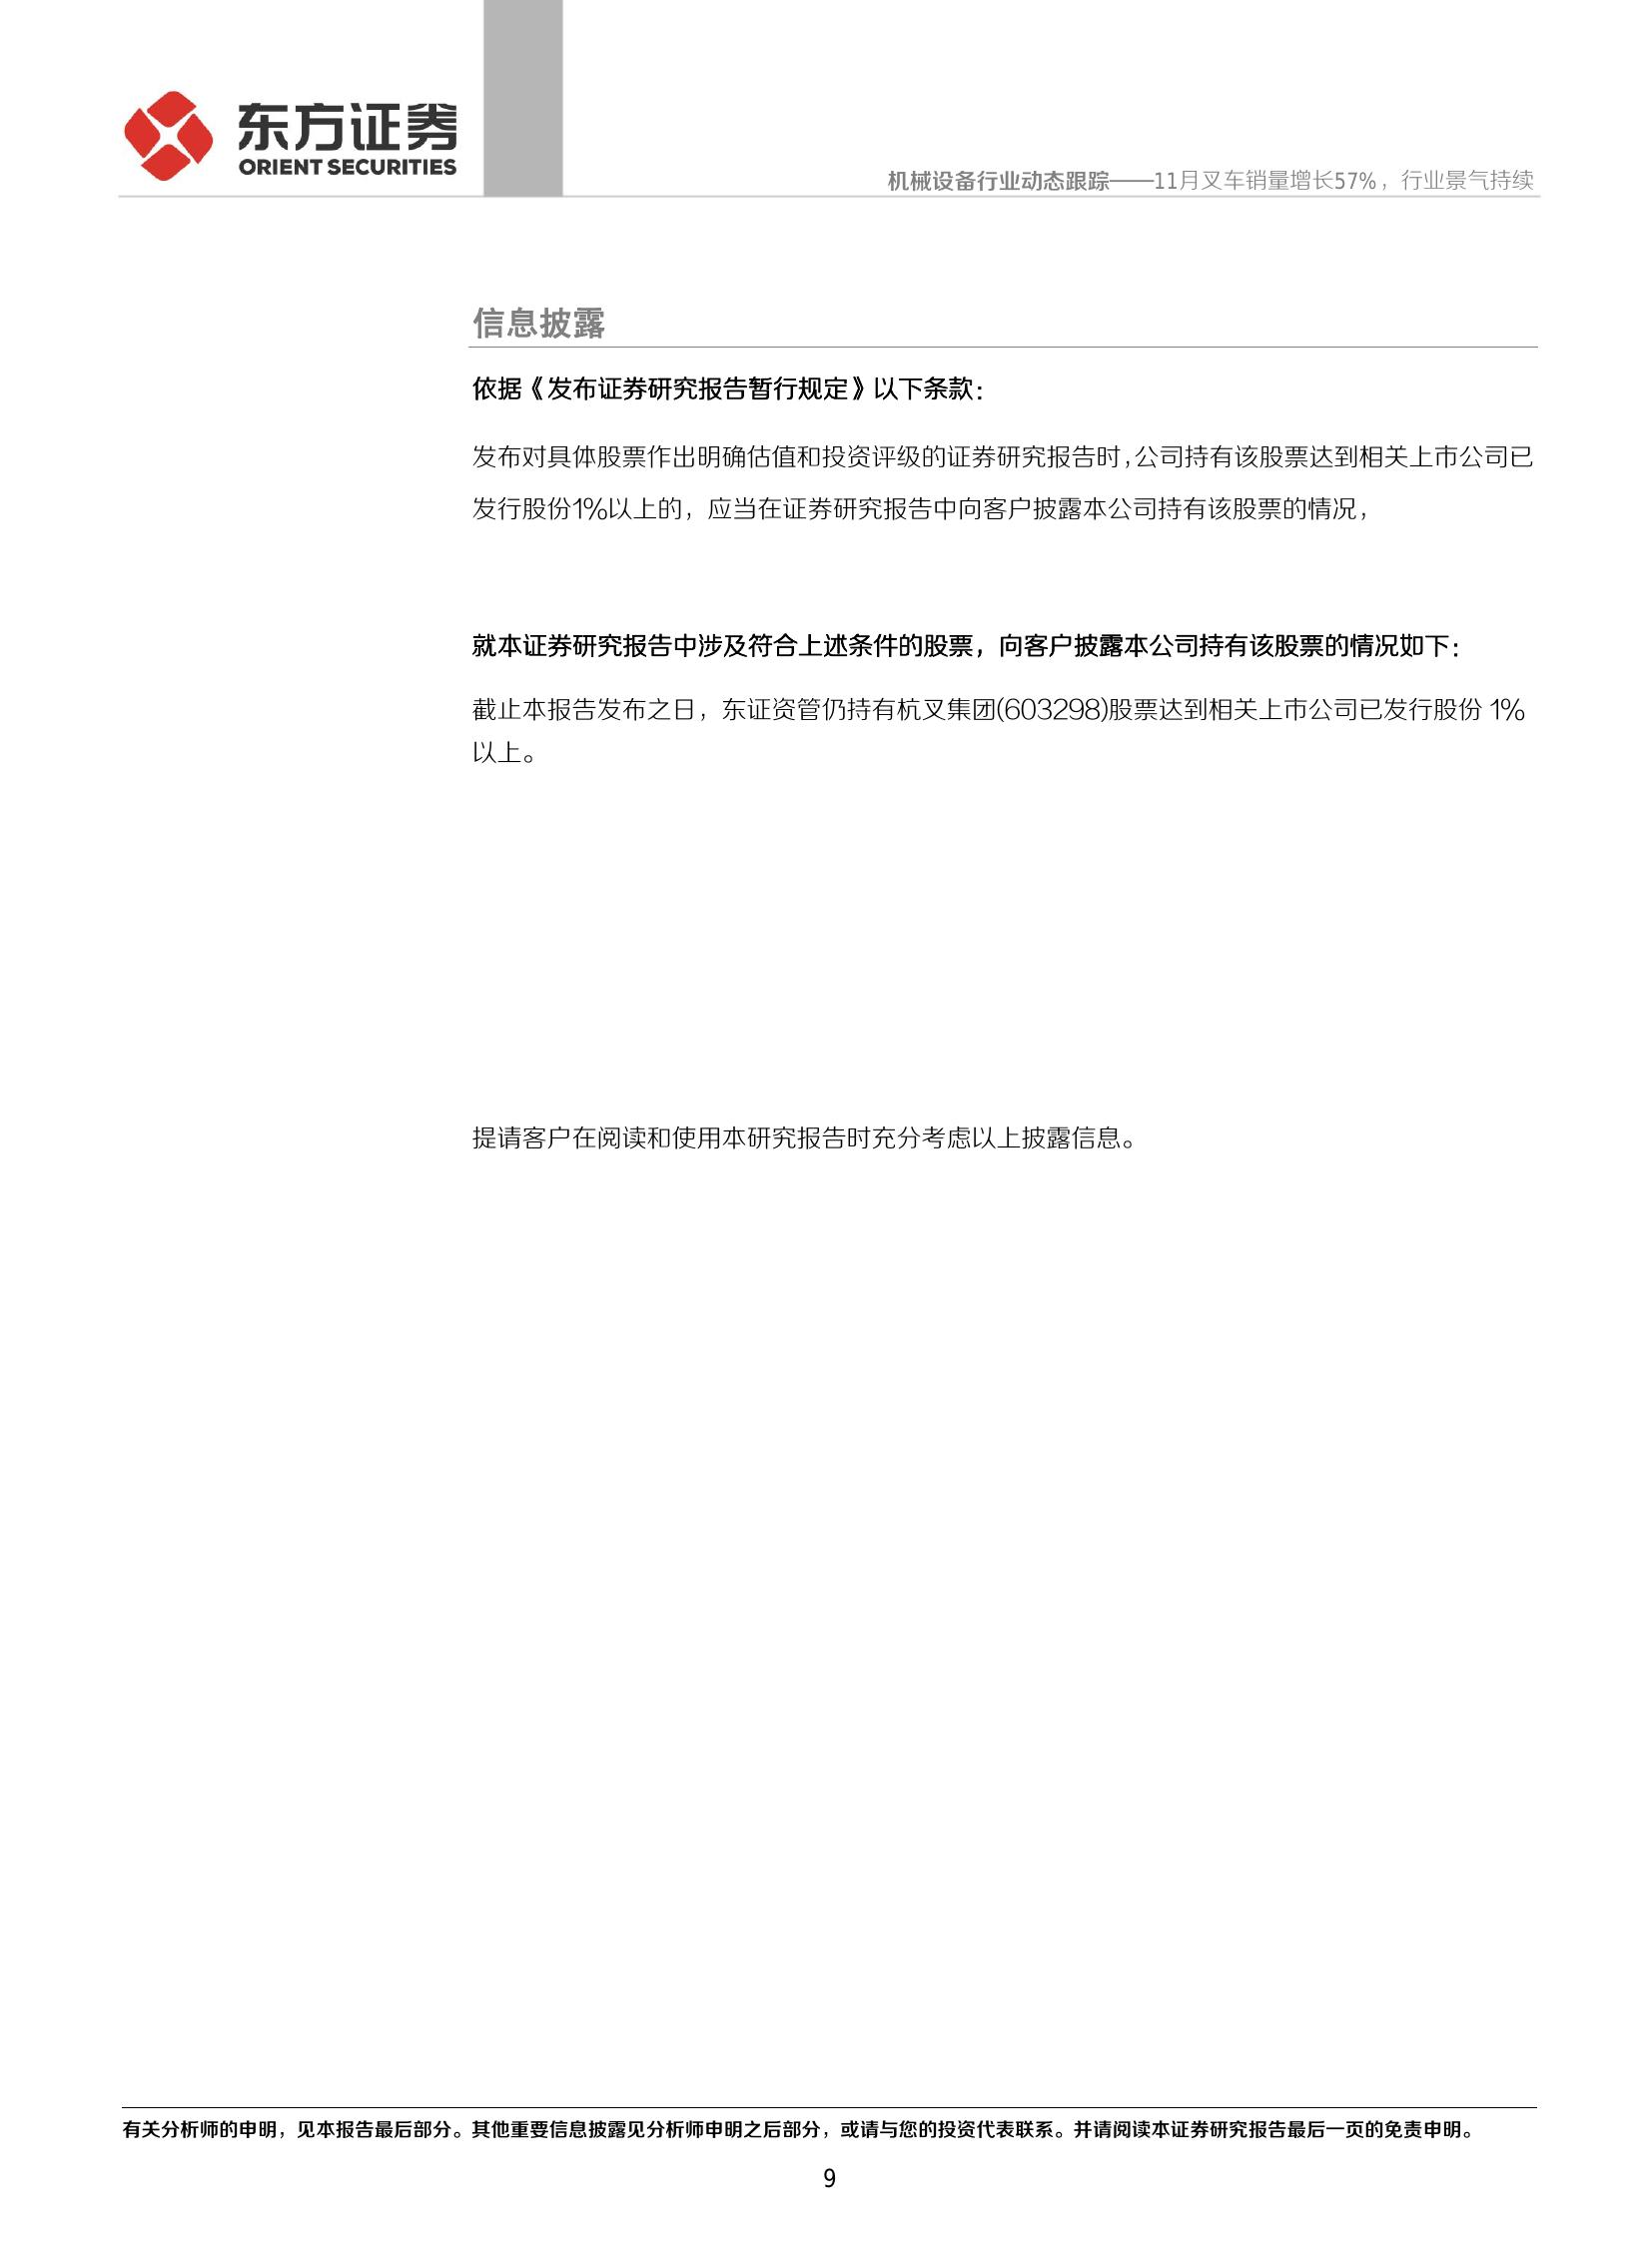 东方证券
ORIENT SECURITIES
机械设备行业动态跟踪——11月叉车销量增长57%，行业景气持续
信息披露
依据《发布证券研究报告暂行规定》以下条款：
发布对具体股票作出明确估值和投资评级的证券研究报告时，公司持有该股票达到相关上市公司已
发行股份1%以上的，应当在证券研究报告中向客户披露本公司持有该股票的情况，
就本证券研究报告中涉及符合上述条件的股票，向客户披露本公司持有该股票的情况如下：
截止本报告发布之日，东证资管仍持有杭叉集团(603298)股票达到相关上市公司已发行股份 1%
以上。
提请客户在阅读和使用本研究报告时充分考虑以上披露信息。
有关分析师的申明，见本报告最后部分。其他重要信息披露见分析师申明之后部分，或请与您的投资代表联系。并请阅读本证券研究报告最后一页的免责申明。
9